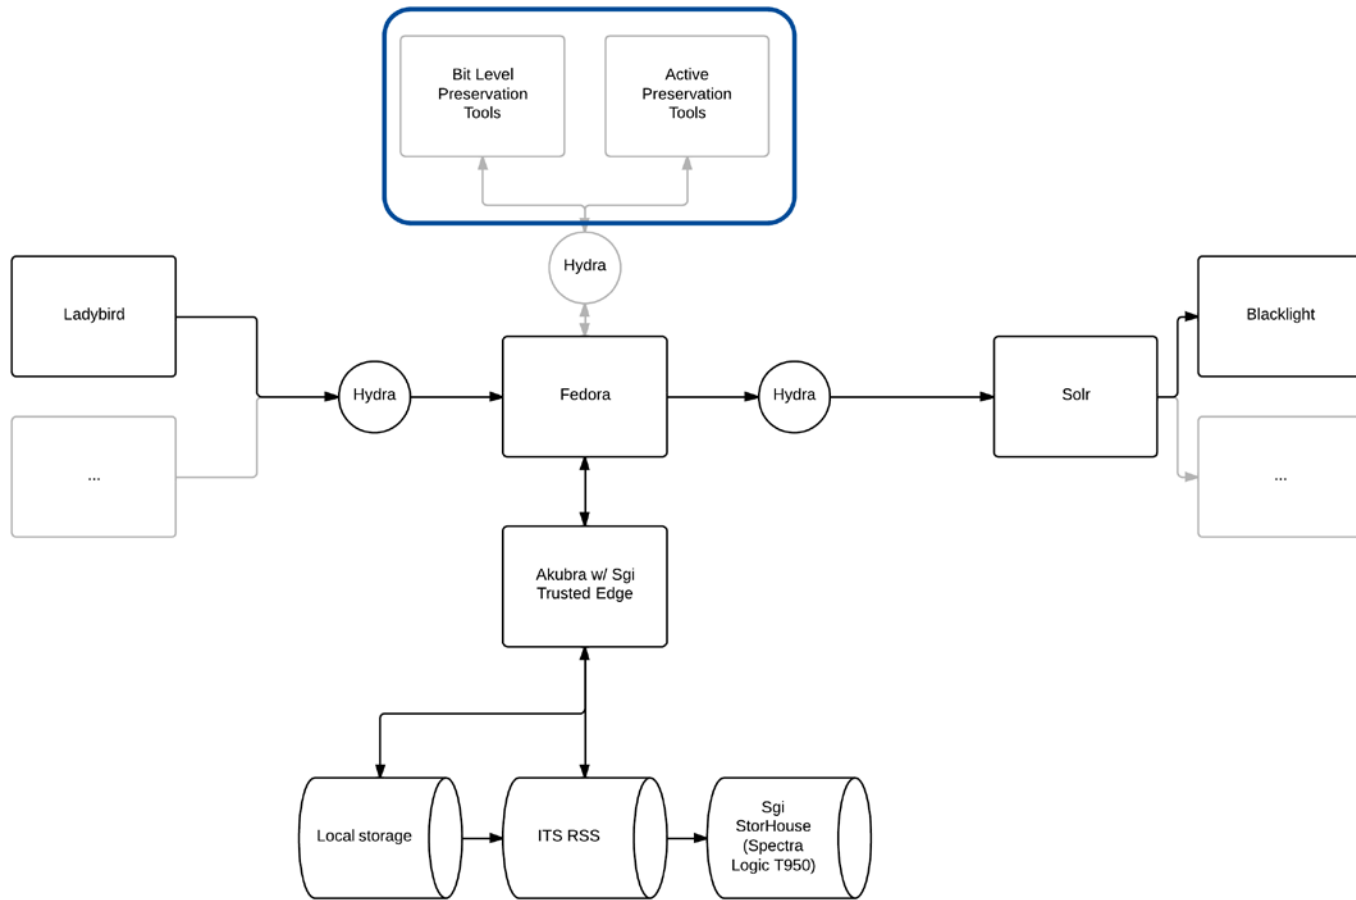 Bit Level
Preservation
Tools
Active
Preservation
Tools
Hydra
Ladybird
Blacklight
Hydra
Fedora
Hydra
Solr
...
...
Akubra w/ Sgi
Trusted Edge
Local storage
ITS RSS
Sgi
StorHouse
(Spectra
Logic T950)